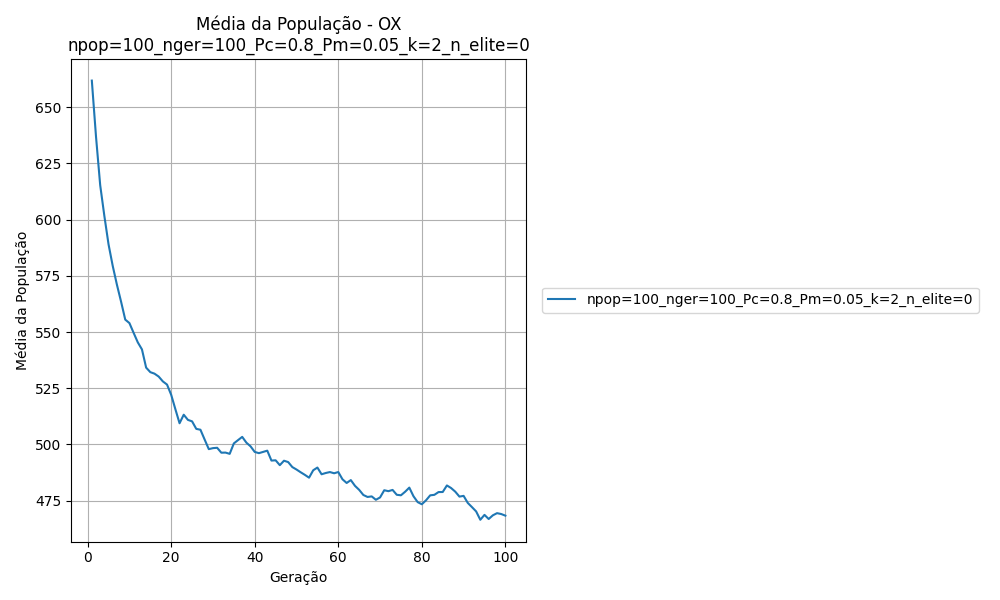 Média da População - OX
npop=100_nger=100_Pc=0.8_Pm=0.05_k=2_n_elite=0
Média da População
650
625
600
575
550
525
500
475
0 20 40 60 80 100
Geração
npop=100_nger=100_Pc=0.8_Pm=0.05_k=2_n_elite=0